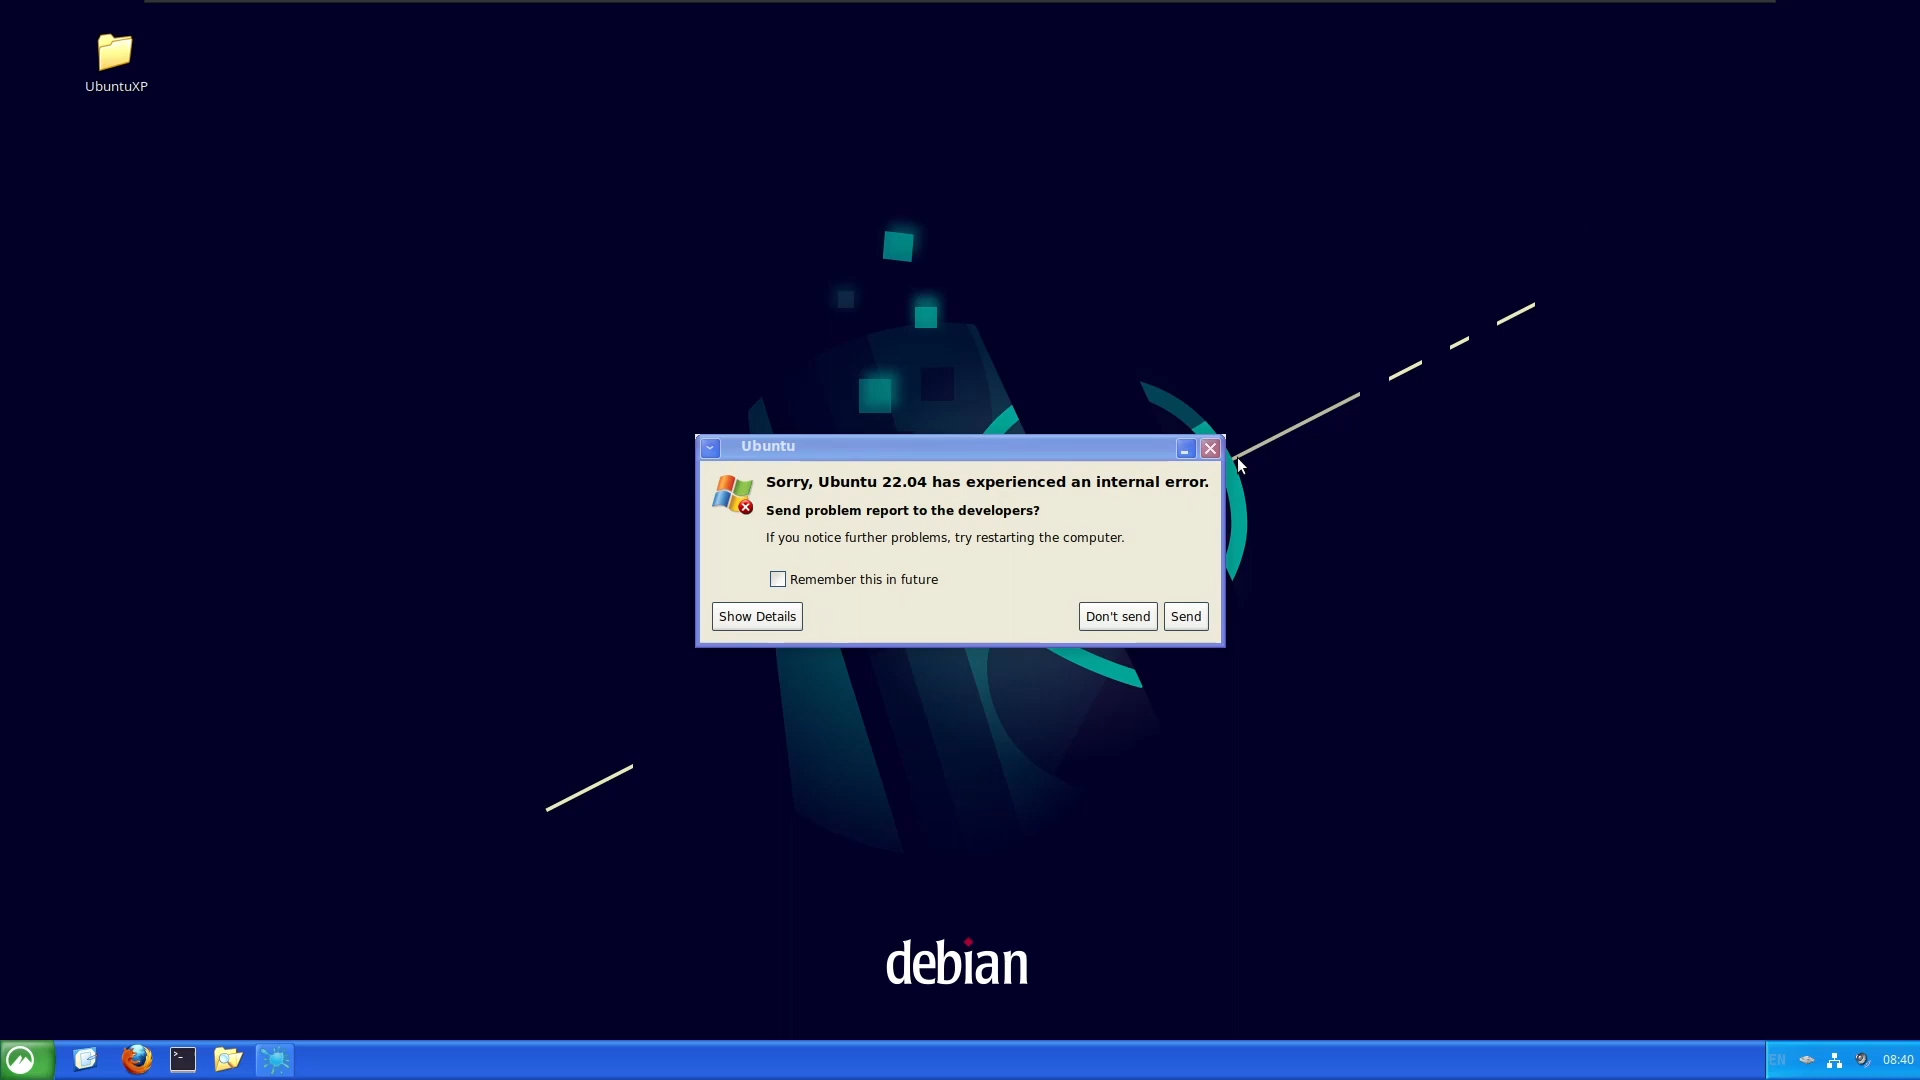 UbuntuXP
Ubuntu
Sorry, Ubuntu 22.04 has experienced an internal error.
Send problem report to the developers?
If you notice further problems, try restarting the computer.
Remember this in future
Show Details
Don't send
Send
debian
EN
08:40